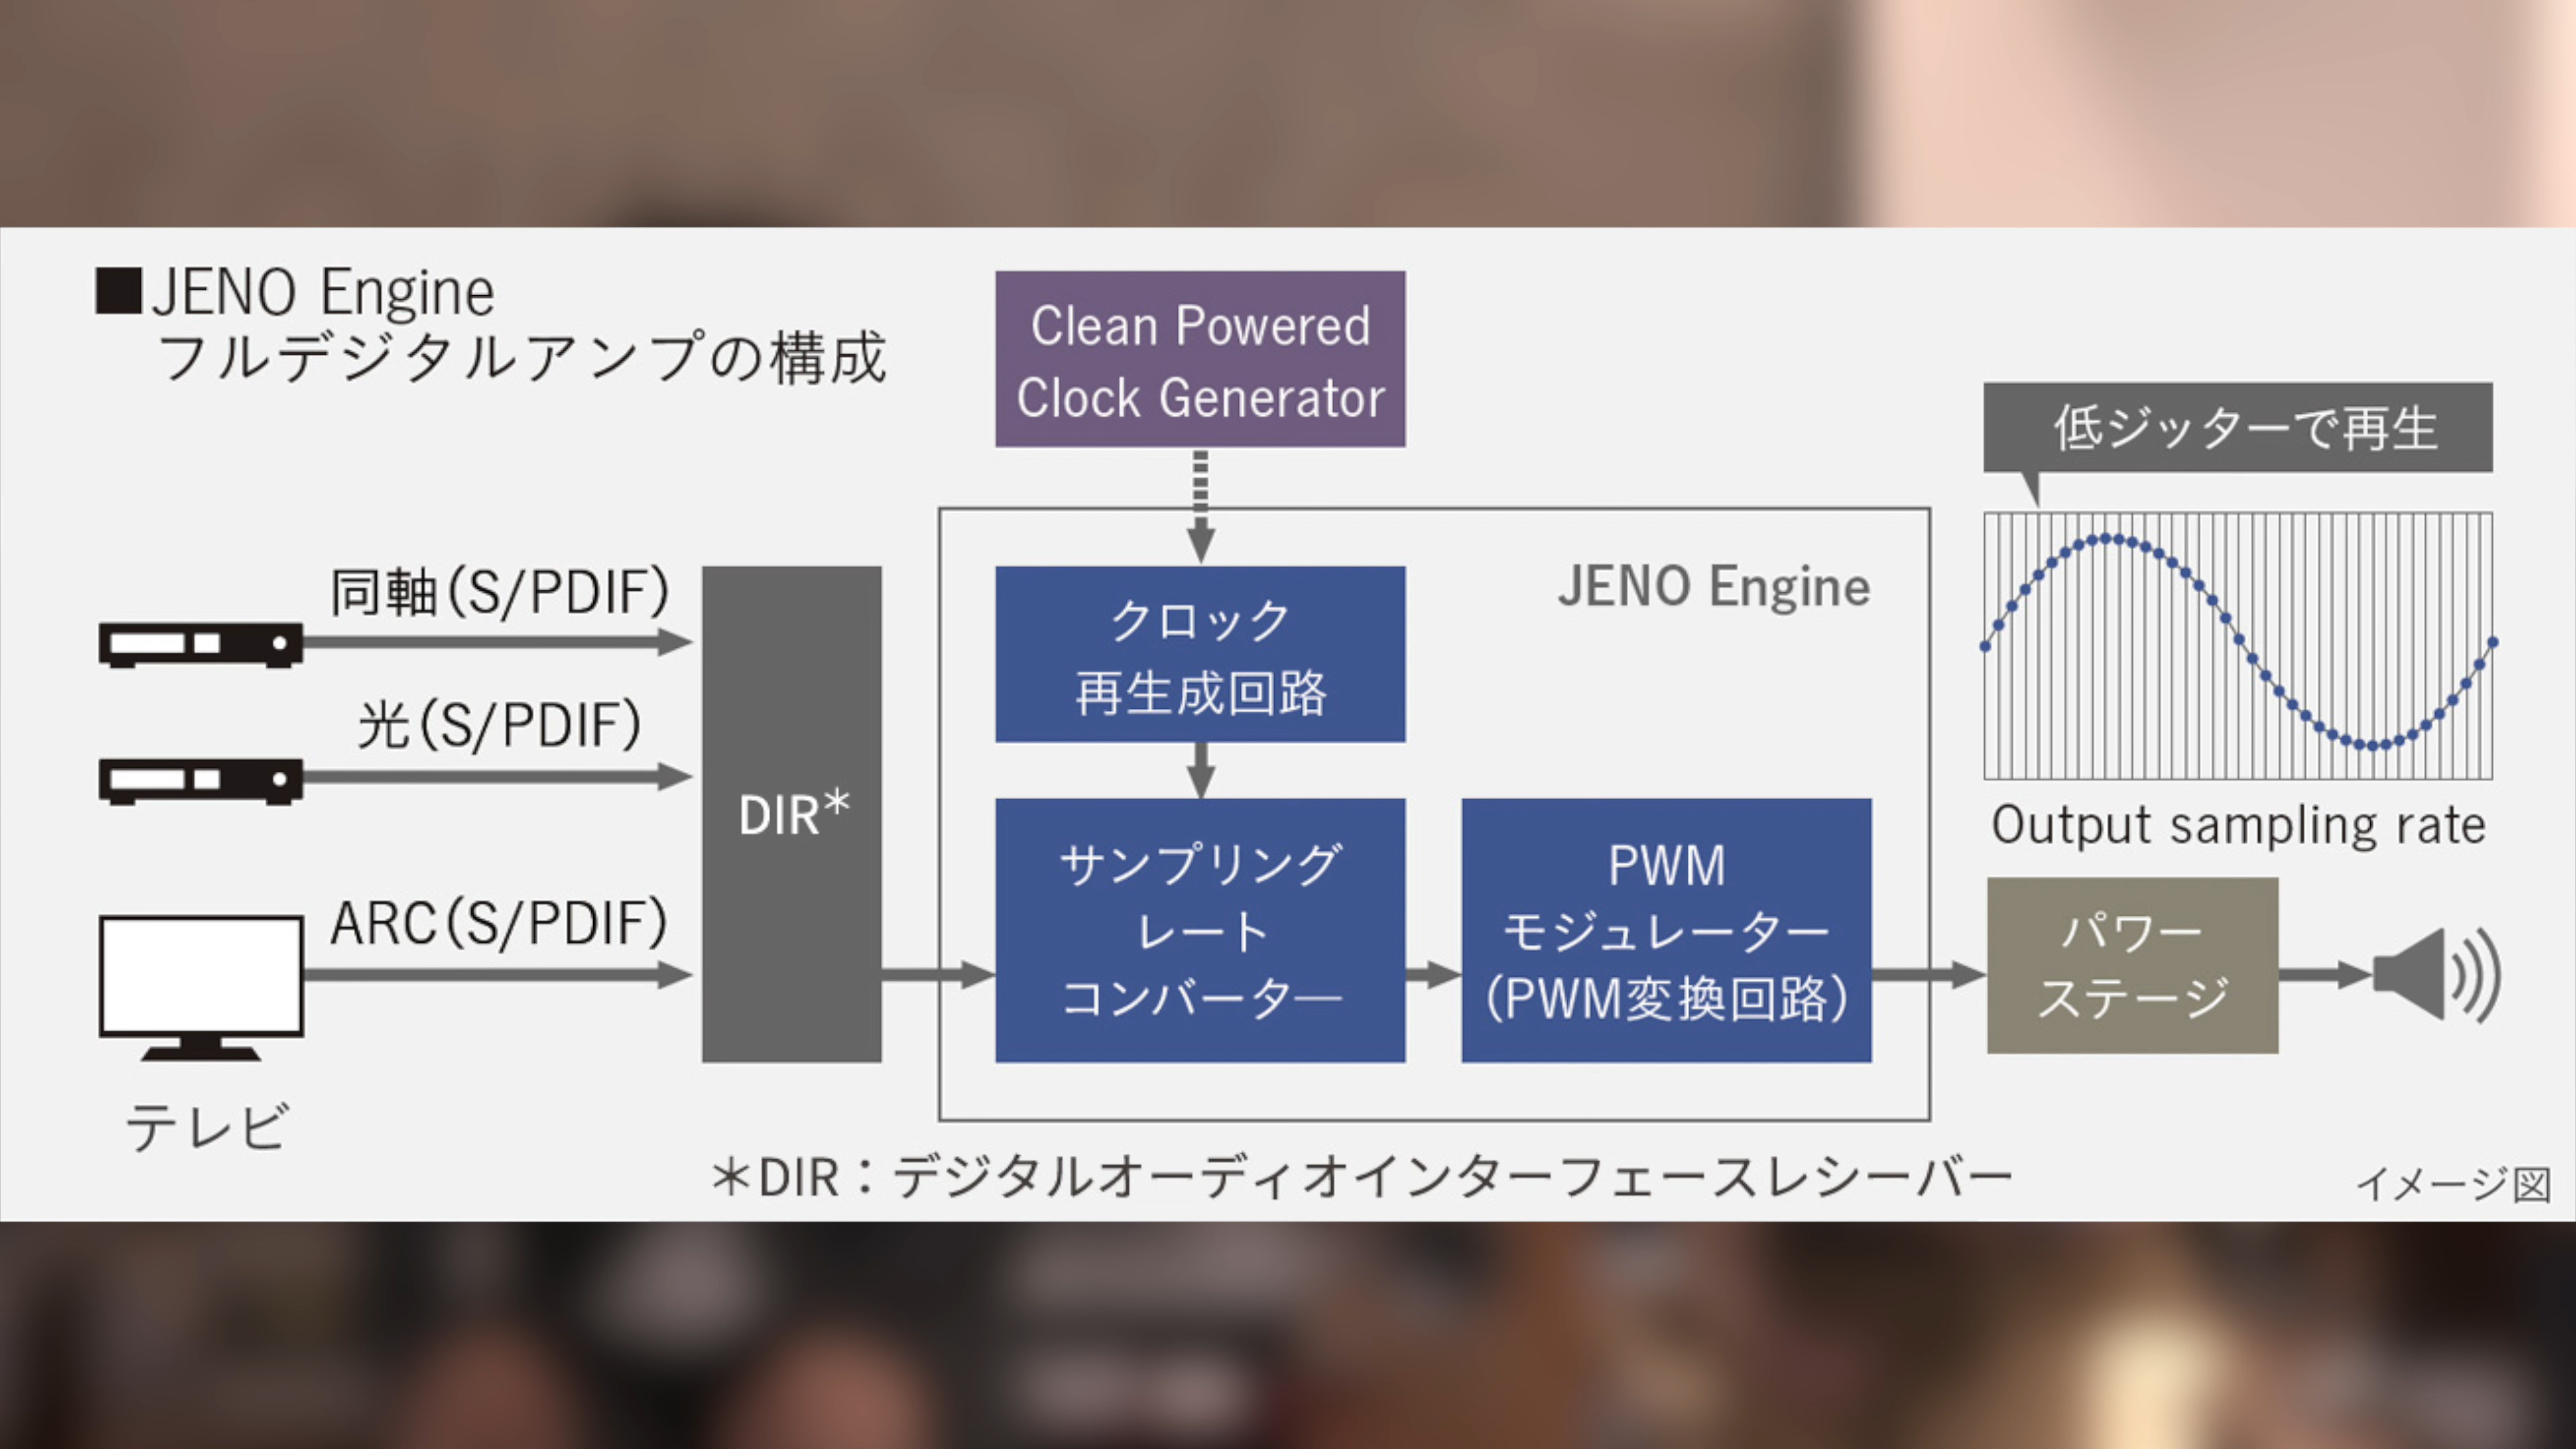 ■JENO Engine
フルデジタルアンプの構成
Clean Powered
Clock Generator
低ジッターで再生
同軸(S/PDIF)
光(S/PDIF)
ARC(S/PDIF)
テレビ
DIR*
JENO Engine
クロック
再生成回路
サンプリング
レート
コンバーター
PWM
モジュレーター
(PWM変換回路)
Output sampling rate
パワー
ステージ
*DIR：デジタルオーディオインターフェースレシーバー
イメージ図